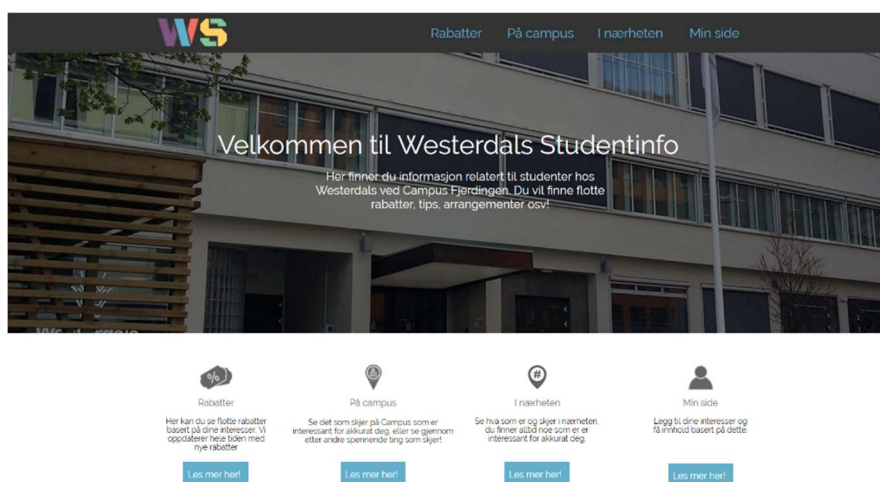 WS
Rabatter På campus I nærheten Min side
Velkommen til Westerdals Studentinfo
Her finner du informasjon relatert til studenter hos
Westerdals ved Campus Fjerdingen. Du vil finne flotte
rabatter, tips, arrangementer osv!
%
#
Rabatter
Her kan du se flotte rabatter
basert på dine interesser. Vi
oppdaterer hele tiden med
nye rabatter
Les mer her!
På campus
Se det som skjer på Campus som er
interessant for akkurat deg, eller se gjennom
etter andre spennende ting som skjer!
Les mer her!
I nærheten
Se hva som er og skjer i nærheten,
du finner alltid noe som er er
interessant for akkurat deg.
Les mer her!
Min side
Legg til dine interesser og
få innhold basert på dette.
Les mer her!